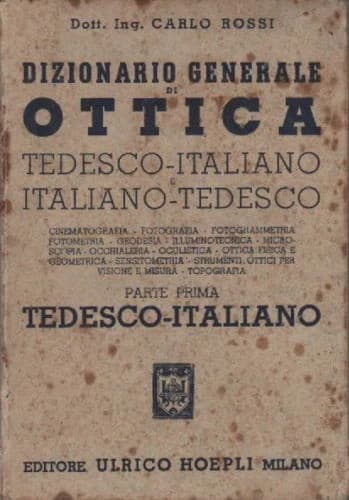 Dott. Ing. CARLO ROSSI
DIZIONARIO GENERALE
DI
OTTICA
TEDESCO-ITALIANO
E
ITALIANO-TEDESCO
CINEMATOGRAFIA - FOTOGRAFIA - FOTOGRAMMETRIA
FOTOMETRIA - GEODESIA - ILLUMINOTECNICA - MICRO-
SCOPIA - OCCHIALERIA - OCULISTICA - OTTICA FISICA E
GEOMETRICA - SENSITOMETRIA - STRUMENTI OTTICI PER
VISIONE E MISURA - TOPOGRAFIA
PARTE PRIMA
TEDESCO-ITALIANO
EDITORE ULRICO HOEPLI MILANO